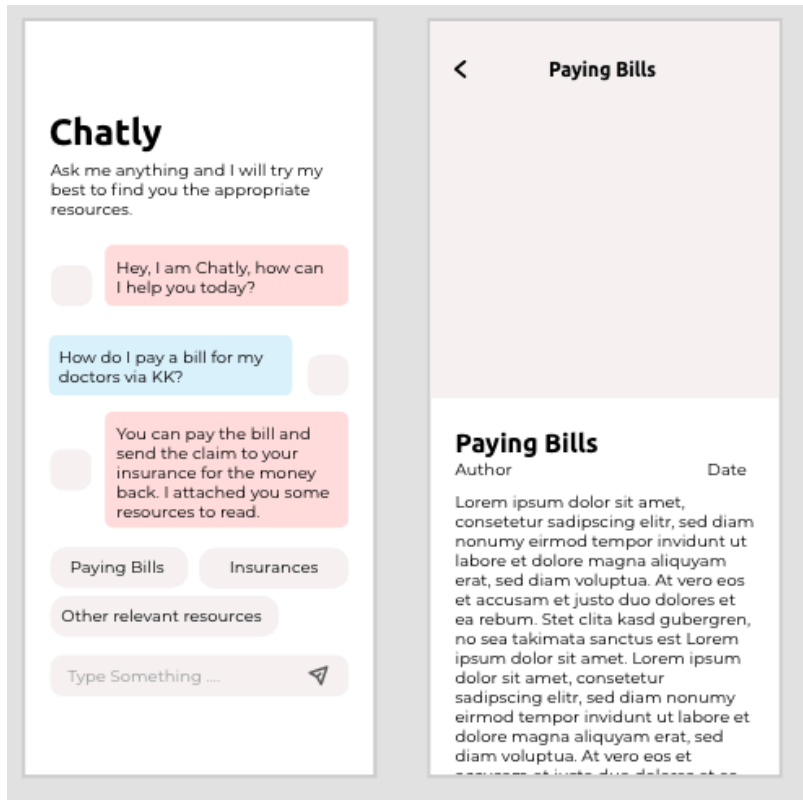 Chatly
Ask me anything and I will try my
best to find you the appropriate
resources.
Hey, I am Chatly, how can
I help you today?
How do I pay a bill for my
doctors via KK?
You can pay the bill and
send the claim to your
insurance for the money
back. I attached you some
resources to read.
Paying Bills
Insurances
Other relevant resources
Type Something ....
Paying Bills
Paying Bills
Author
Date
Lorem ipsum dolor sit amet,
consetetur sadipscing elitr, sed diam
nonumy eirmod tempor invidunt ut
labore et dolore magna aliquyam
erat, sed diam voluptua. At vero eos
et accusam et justo duo dolores et
ea rebum. Stet clita kasd gubergren,
no sea takimata sanctus est Lorem
ipsum dolor sit amet. Lorem ipsum
dolor sit amet, consetetur
sadipscing elitr, sed diam nonumy
eirmod tempor invidunt ut labore et
dolore magna aliquyam erat, sed
diam voluptua. At vero eos et